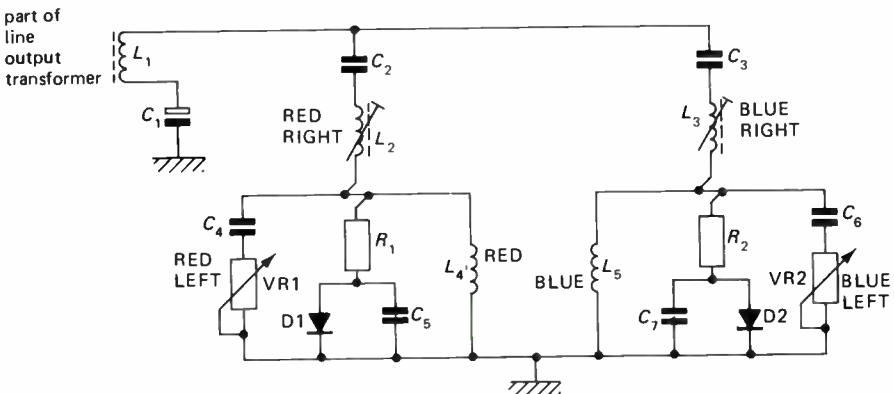 part of
line
output
transformer
L1
C1
C2
C3
RED
RIGHT
L2
L3
BLUE
RIGHT
C4
RED
LEFT
VR1
R1
D1
C5
L4
RED
BLUE
L5
R2
C7
D2
C6
VR2
BLUE
LEFT